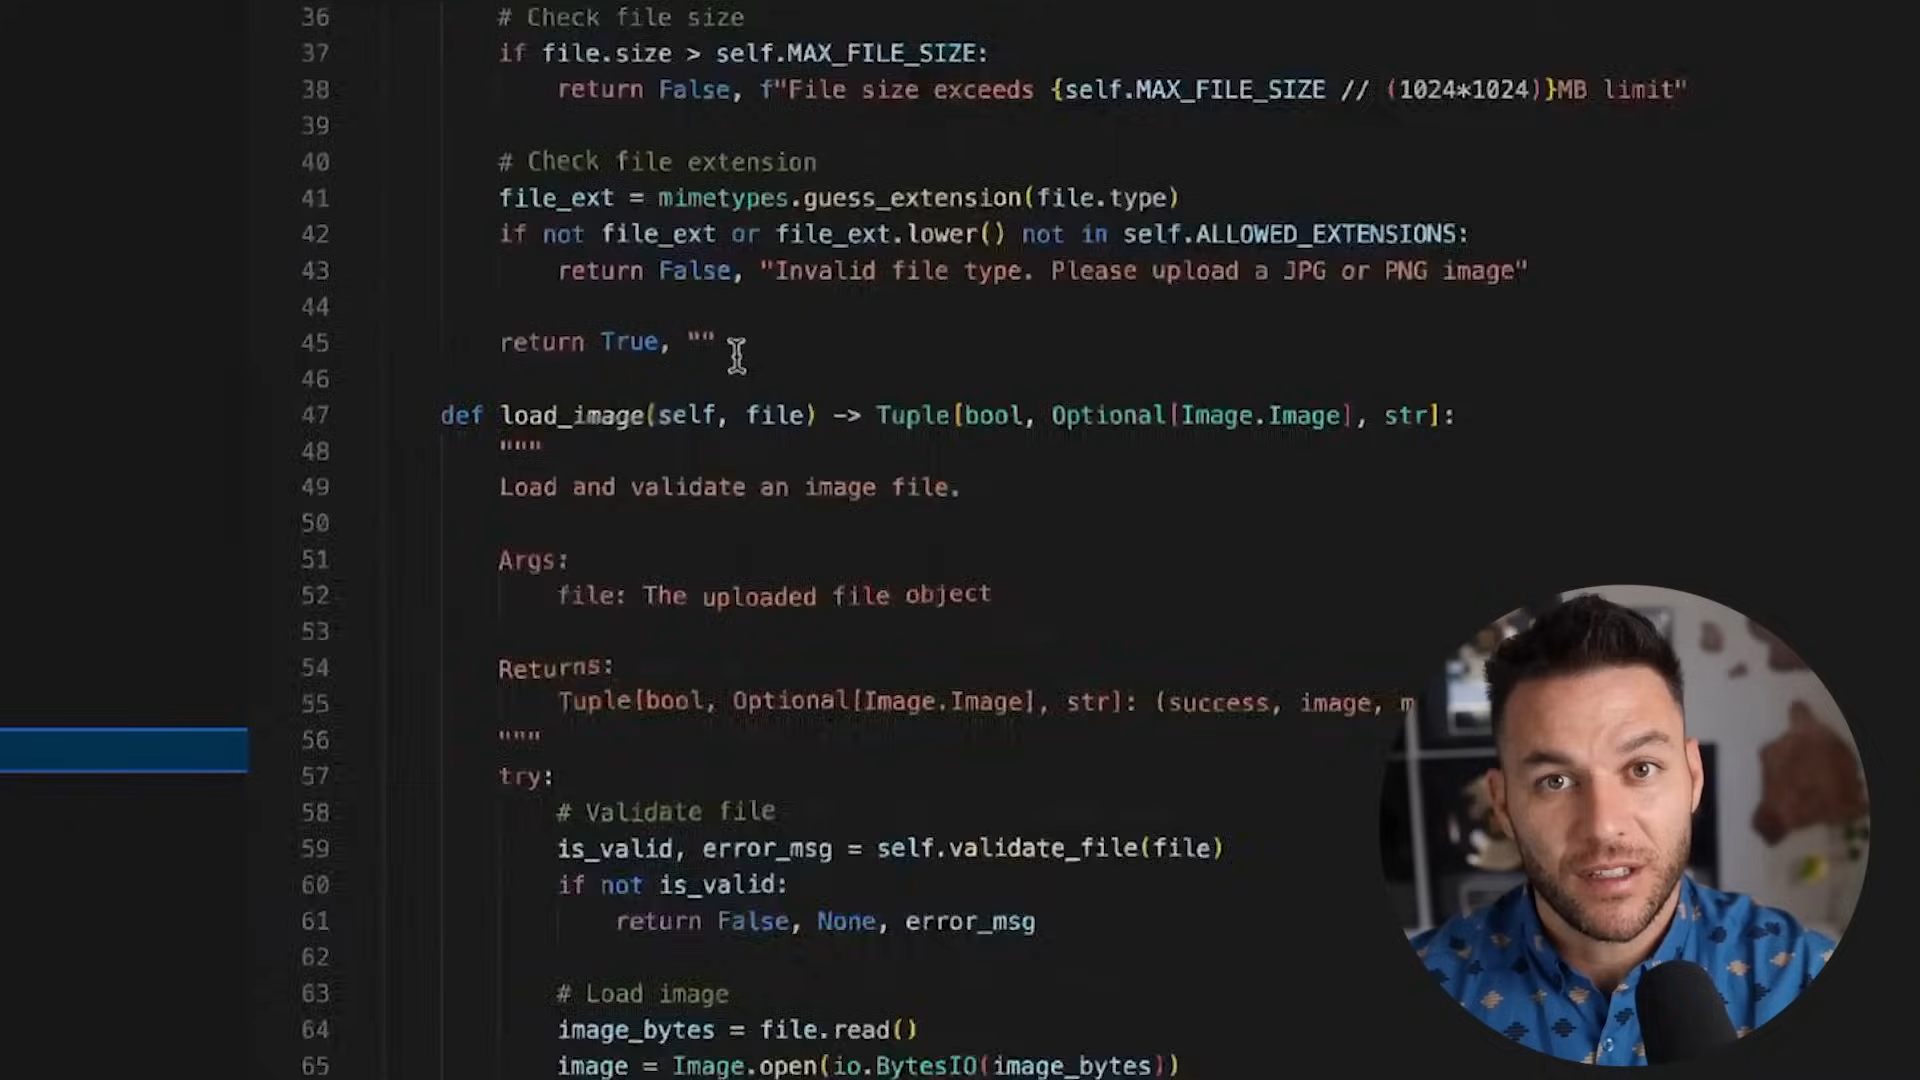 36 # Check file size
37 if file.size > self.MAX_FILE_SIZE:
38 return False, f"File size exceeds {self.MAX_FILE_SIZE // (1024*1024)}MB limit"
39
40 # Check file extension
41 file_ext = mimetypes.guess_extension(file.type)
42 if not file_ext or file_ext.lower() not in self.ALLOWED_EXTENSIONS:
43 return False, "Invalid file type. Please upload a JPG or PNG image"
44
45 return True, ""
46
47 def load_image(self, file) -> Tuple[bool, Optional[Image.Image], str]:
48 """
49 Load and validate an image file.
50
51 Args:
52 file: The uploaded file object
53
54 Returns:
55 Tuple[bool, Optional[Image.Image], str]: (success, image, m
56 """
57 try:
58 # Validate file
59 is_valid, error_msg = self.validate_file(file)
60 if not is_valid:
61 return False, None, error_msg
62
63 # Load image
64 image_bytes = file.read()
65 image = Image.open(io.BytesIO(image_bytes))